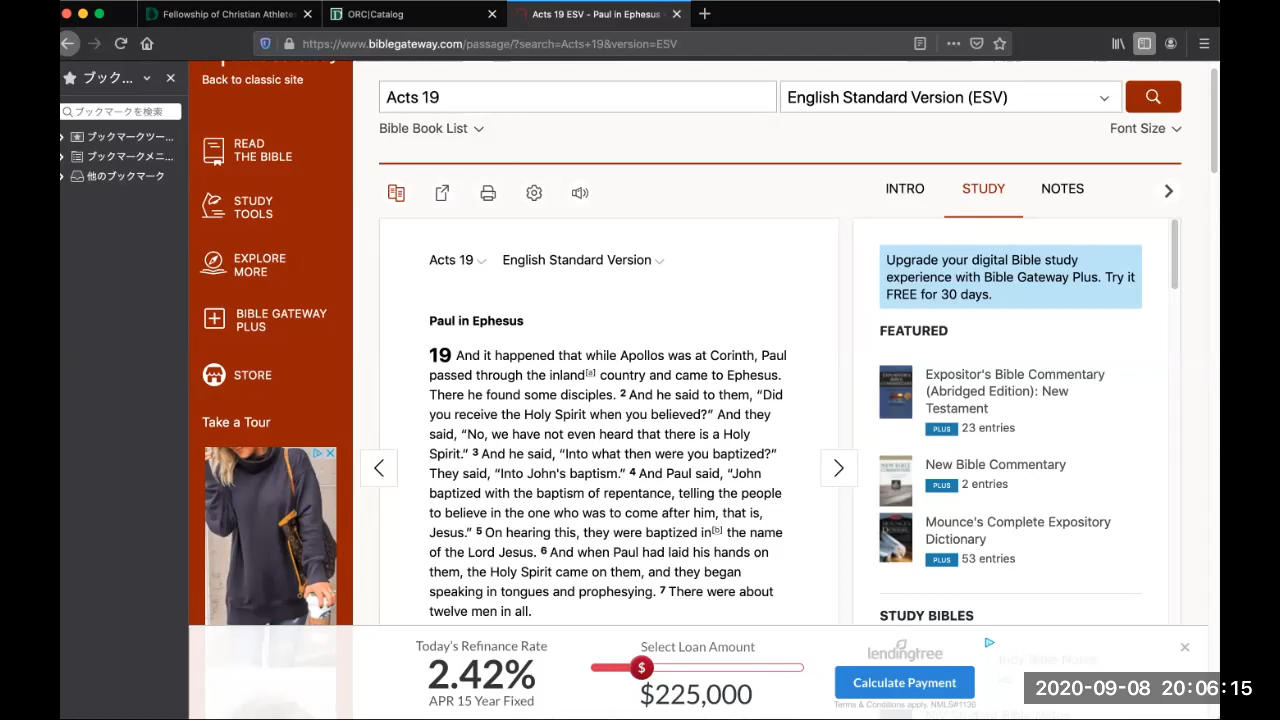 Fellowship of Christian Athletes
ORC|Catalog
Acts 19 ESV - Paul in Ephesus -
https://www.biblegateway.com/passage/?search=Acts+19&version=ESV
ブック...
ブックマークを検索
ブックマークツー...
ブックマークメニ...
他のブックマーク
Back to classic site
READ
THE BIBLE
STUDY
TOOLS
EXPLORE
MORE
BIBLE GATEWAY
PLUS
STORE
Take a Tour
Acts 19
English Standard Version (ESV)
Bible Book List
Font Size
INTRO STUDY NOTES
Acts 19 English Standard Version
Paul in Ephesus
19 And it happened that while Apollos was at Corinth, Paul
passed through the inland[a] country and came to Ephesus.
There he found some disciples. 2 And he said to them, “Did
you receive the Holy Spirit when you believed?” And they
said, “No, we have not even heard that there is a Holy
Spirit.” 3 And he said, “Into what then were you baptized?”
They said, “Into John's baptism.” 4 And Paul said, “John
baptized with the baptism of repentance, telling the people
to believe in the one who was to come after him, that is,
Jesus.” 5 On hearing this, they were baptized in[b] the name
of the Lord Jesus. 6 And when Paul had laid his hands on
them, the Holy Spirit came on them, and they began
speaking in tongues and prophesying. 7 There were about
twelve men in all.
Upgrade your digital Bible study
experience with Bible Gateway Plus. Try it
FREE for 30 days.
FEATURED
Expositor's Bible Commentary
(Abridged Edition): New
Testament
PLUS 23 entries
New Bible Commentary
PLUS 2 entries
Mounce's Complete Expository
Dictionary
PLUS 53 entries
STUDY BIBLES
Today's Refinance Rate
2.42%
APR 15 Year Fixed
Select Loan Amount
$
$225,000
lendingtree
Calculate Payment
Terms & Conditions apply. NMLS#1136
2020-09-08 20:06:15